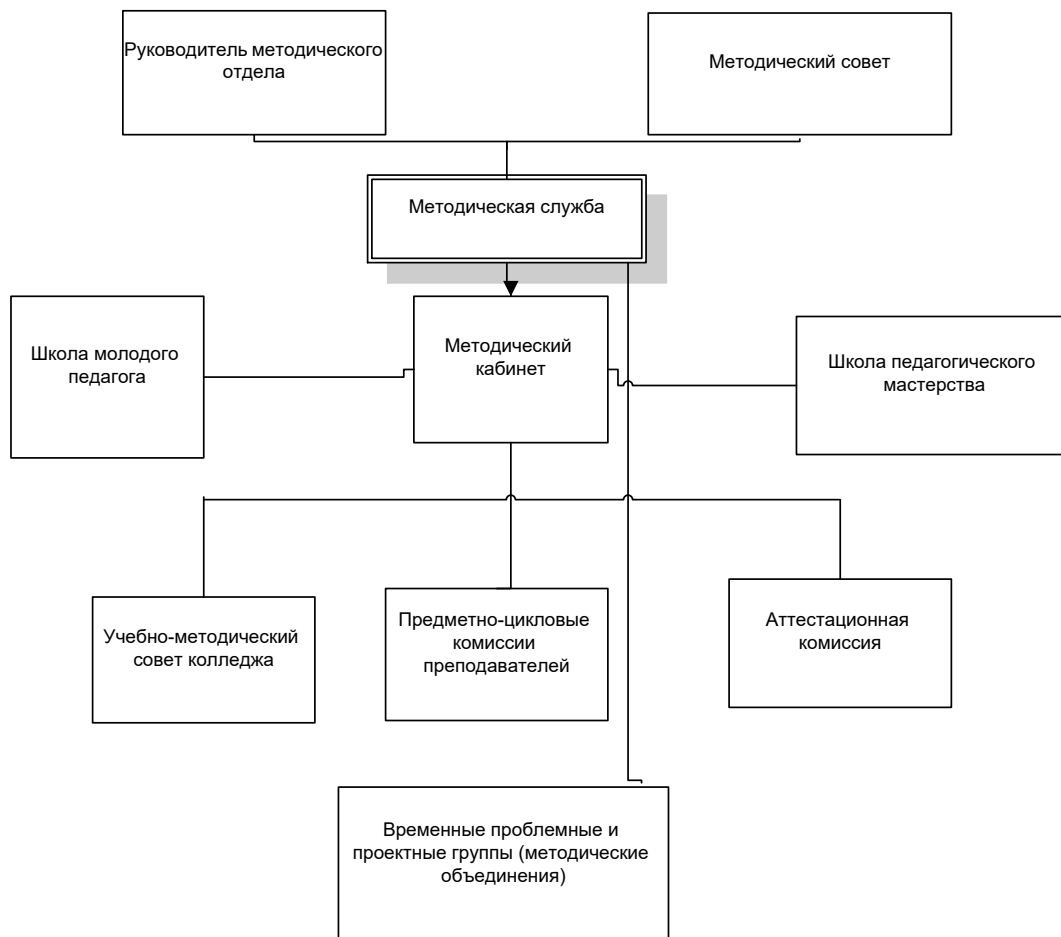 Руководитель методического
отдела
Методический совет
Методическая служба
Школа молодого
педагога
Методический
кабинет
Школа педагогического
мастерства
Учебно-методический
совет колледжа
Предметно-цикловые
комиссии
преподавателей
Аттестационная
комиссия
Временные проблемные и
проектные группы (методические
объединения)